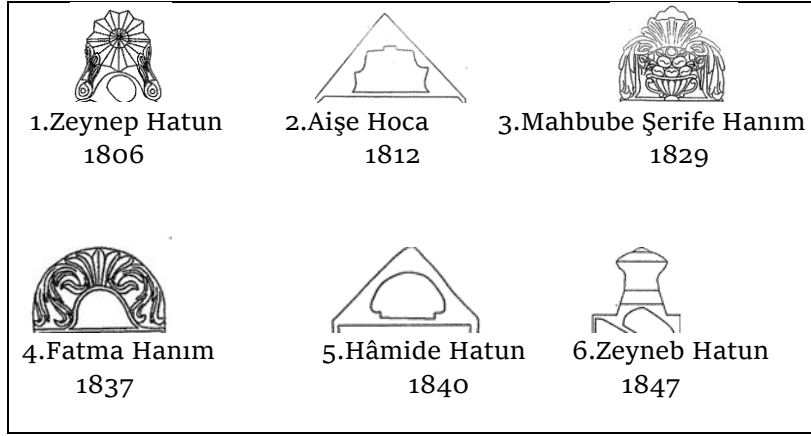 1.Zeynep Hatun 2.Aişe Hoca 3.Mahbube Şerife Hanım
1806 1812 1829
4.Fatma Hanım 5.Hâmide Hatun 6.Zeyneb Hatun
1837 1840 1847